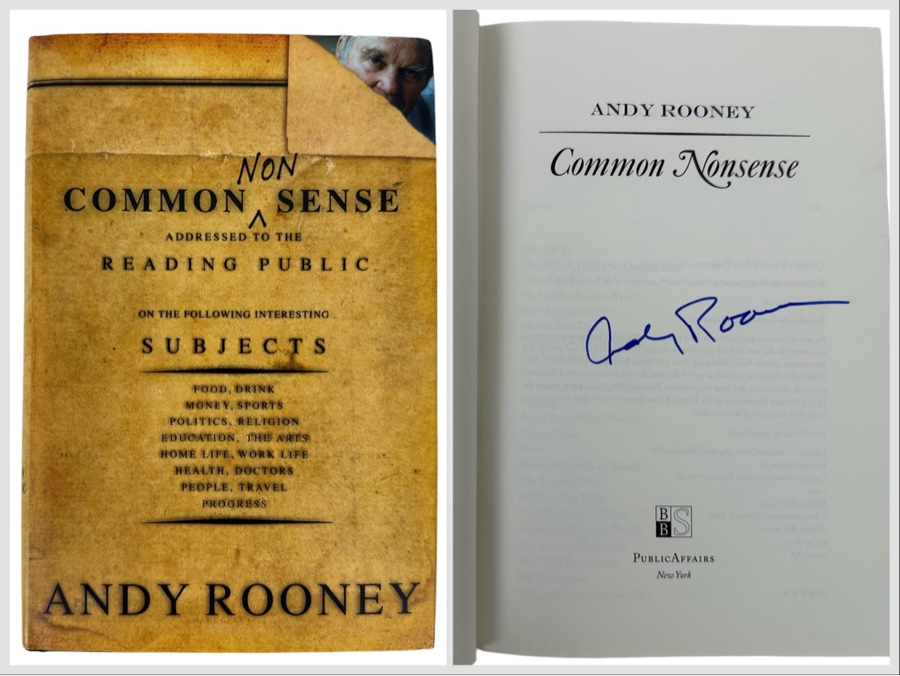 NON
COMMON SENSE
ADDRESSED TO THE
READING PUBLIC
ON THE FOLLOWING INTERESTING
SUBJECTS
FOOD, DRINK
MONEY, SPORTS
POLITICS, RELIGION
EDUCATION, THE ARTS
HOME LIFE, WORK LIFE
HEALTH, DOCTORS
PEOPLE, TRAVEL
PROGRESS
ANDY ROONEY
ANDY ROONEY
Common Nonsense
Andy Rooney
BBS
PUBLICAFFAIRS
New York